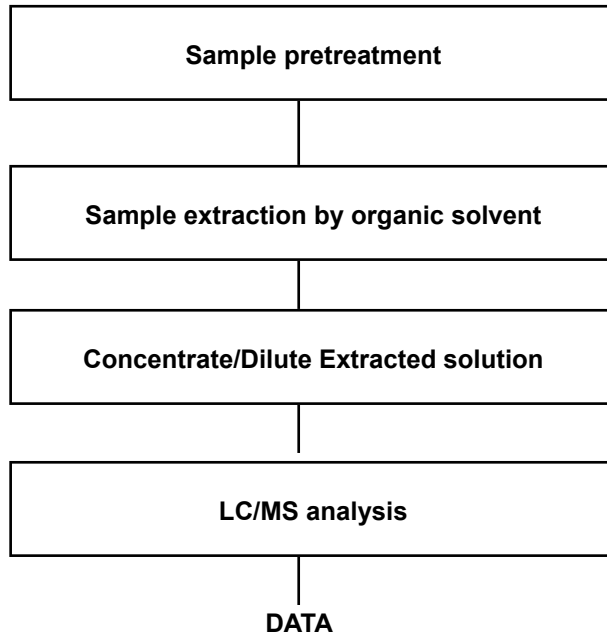 Sample pretreatment
Sample extraction by organic solvent
Concentrate/Dilute Extracted solution
LC/MS analysis
DATA